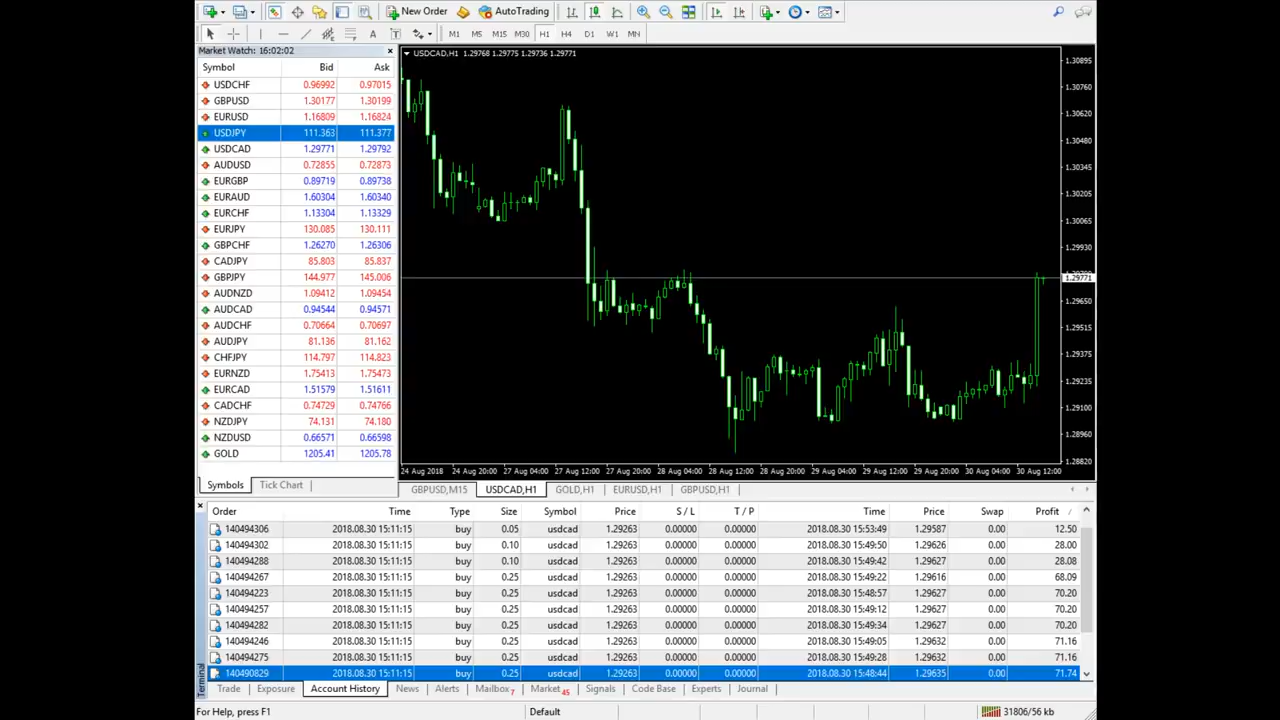 New Order AutoTrading
M1 M5 M15 M30 H1 H4 D1 W1 MN
Market Watch: 16:02:02
Symbol Bid Ask
USDCHF 0.96992 0.97015
GBPUSD 1.30177 1.30199
EURUSD 1.16809 1.16824
USDJPY 111.363 111.377
USDCAD 1.29771 1.29792
AUDUSD 0.72855 0.72873
EURGBP 0.89719 0.89738
EURAUD 1.60304 1.60340
EURCHF 1.13304 1.13329
EURJPY 130.085 130.111
GBPCHF 1.26270 1.26306
CADJPY 85.803 85.837
GBPJPY 144.977 145.006
AUDNZD 1.09412 1.09454
AUDCAD 0.94544 0.94571
AUDCHF 0.70664 0.70697
AUDJPY 81.136 81.162
CHFJPY 114.797 114.823
EURNZD 1.75413 1.75473
EURCAD 1.51579 1.51611
CADCHF 0.74729 0.74766
NZDJPY 74.131 74.180
NZDUSD 0.66571 0.66598
GOLD 1205.41 1205.78
Symbols Tick Chart
USDCAD,H1 1.29768 1.29775 1.29736 1.29771
1.30895
1.30760
1.30620
1.30480
1.30345
1.30205
1.30065
1.29930
1.29771
1.29650
1.29515
1.29375
1.29235
1.29100
1.28960
1.28820
24 Aug 2018 24 Aug 20:00 27 Aug 04:00 27 Aug 12:00 27 Aug 20:00 28 Aug 04:00 28 Aug 12:00 28 Aug 20:00 29 Aug 04:00 29 Aug 12:00 29 Aug 20:00 30 Aug 04:00 30 Aug 12:00
GBPUSD,M15 USDCAD,H1 GOLD,H1 EURUSD,H1 GBPUSD,H1
Order Time Type Size Symbol Price S / L T / P Time Price Swap Profit
140494306 2018.08.30 15:11:15 buy 0.05 usdcad 1.29263 0.00000 0.00000 2018.08.30 15:53:49 1.29587 0.00 12.50
140494302 2018.08.30 15:11:15 buy 0.10 usdcad 1.29263 0.00000 0.00000 2018.08.30 15:49:50 1.29626 0.00 28.00
140494288 2018.08.30 15:11:15 buy 0.10 usdcad 1.29263 0.00000 0.00000 2018.08.30 15:49:42 1.29627 0.00 28.08
140494267 2018.08.30 15:11:15 buy 0.25 usdcad 1.29263 0.00000 0.00000 2018.08.30 15:49:22 1.29616 0.00 68.09
140494223 2018.08.30 15:11:15 buy 0.25 usdcad 1.29263 0.00000 0.00000 2018.08.30 15:48:57 1.29627 0.00 70.20
140494257 2018.08.30 15:11:15 buy 0.25 usdcad 1.29263 0.00000 0.00000 2018.08.30 15:49:12 1.29627 0.00 70.20
140494282 2018.08.30 15:11:15 buy 0.25 usdcad 1.29263 0.00000 0.00000 2018.08.30 15:49:34 1.29627 0.00 70.20
140494246 2018.08.30 15:11:15 buy 0.25 usdcad 1.29263 0.00000 0.00000 2018.08.30 15:49:05 1.29632 0.00 71.16
140494275 2018.08.30 15:11:15 buy 0.25 usdcad 1.29263 0.00000 0.00000 2018.08.30 15:49:28 1.29632 0.00 71.16
140490829 2018.08.30 15:11:15 buy 0.25 usdcad 1.29263 0.00000 0.00000 2018.08.30 15:48:44 1.29635 0.00 71.74
Terminal
Trade Exposure Account History News Alerts Mailbox 7 Market 45 Signals Code Base Experts Journal
For Help, press F1 Default 31806/56 kb